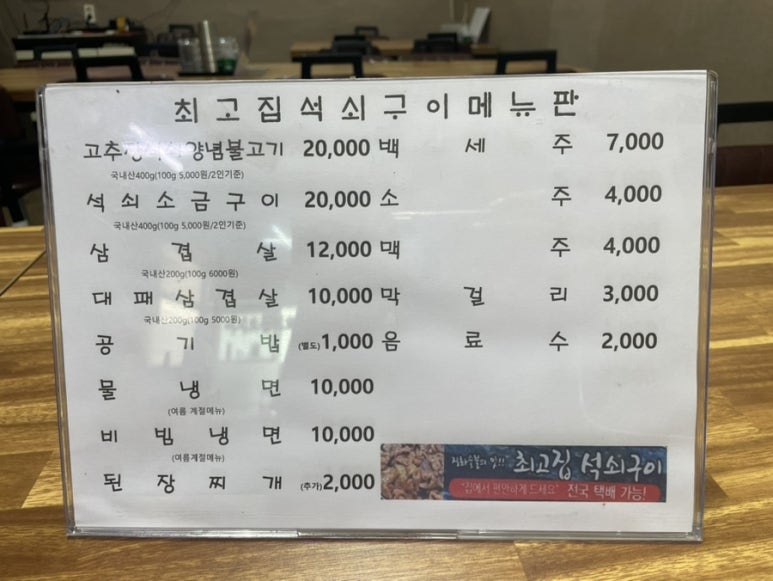 최고집석쇠구이메뉴판
고추장석쇠양념불고기 20,000
국내산400g(100g 5,000원/2인기준)
석쇠소금구이 20,000
국내산400g(100g 5,000원/2인기준)
삼겹살 12,000
국내산200g(100g 6000원)
대패삼겹살 10,000
국내산200g(100g 5000원)
공기밥 (별도)1,000
물냉면 10,000
(여름 계절메뉴)
비빔냉면 10,000
(여름계절메뉴)
된장찌개 (추가)2,000
백세주 7,000
소주 4,000
맥주 4,000
막걸리 3,000
음료수 2,000
참화숯불의 맛!! 최고집 석쇠구이
"집에서 편안하게 드세요" 전국 택배 가능!